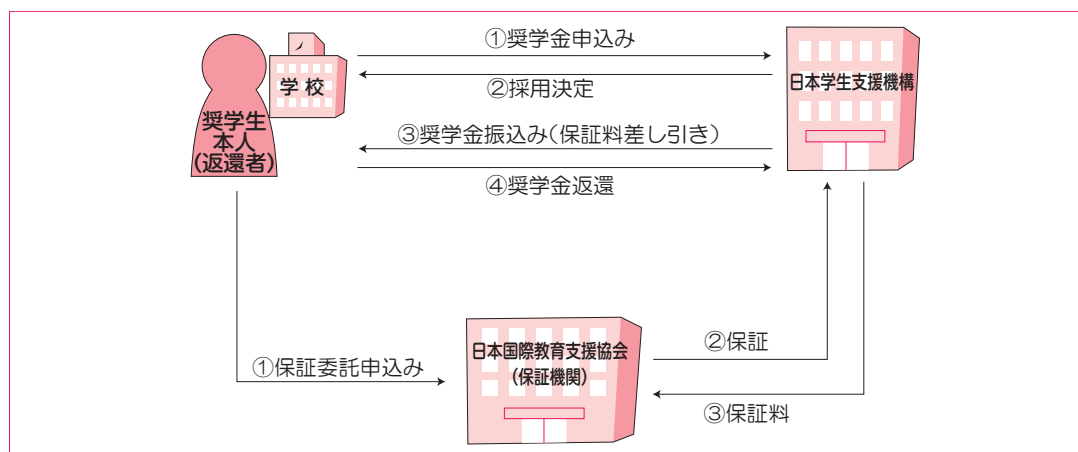 ①奨学金申込み
学校
②採用決定
日本学生支援機構
奨学生
本人
(返還者)
③奨学金振込み(保証料差し引き)
④奨学金返還
①保証委託申込み
日本国際教育支援協会
(保証機関)
②保証
③保証料